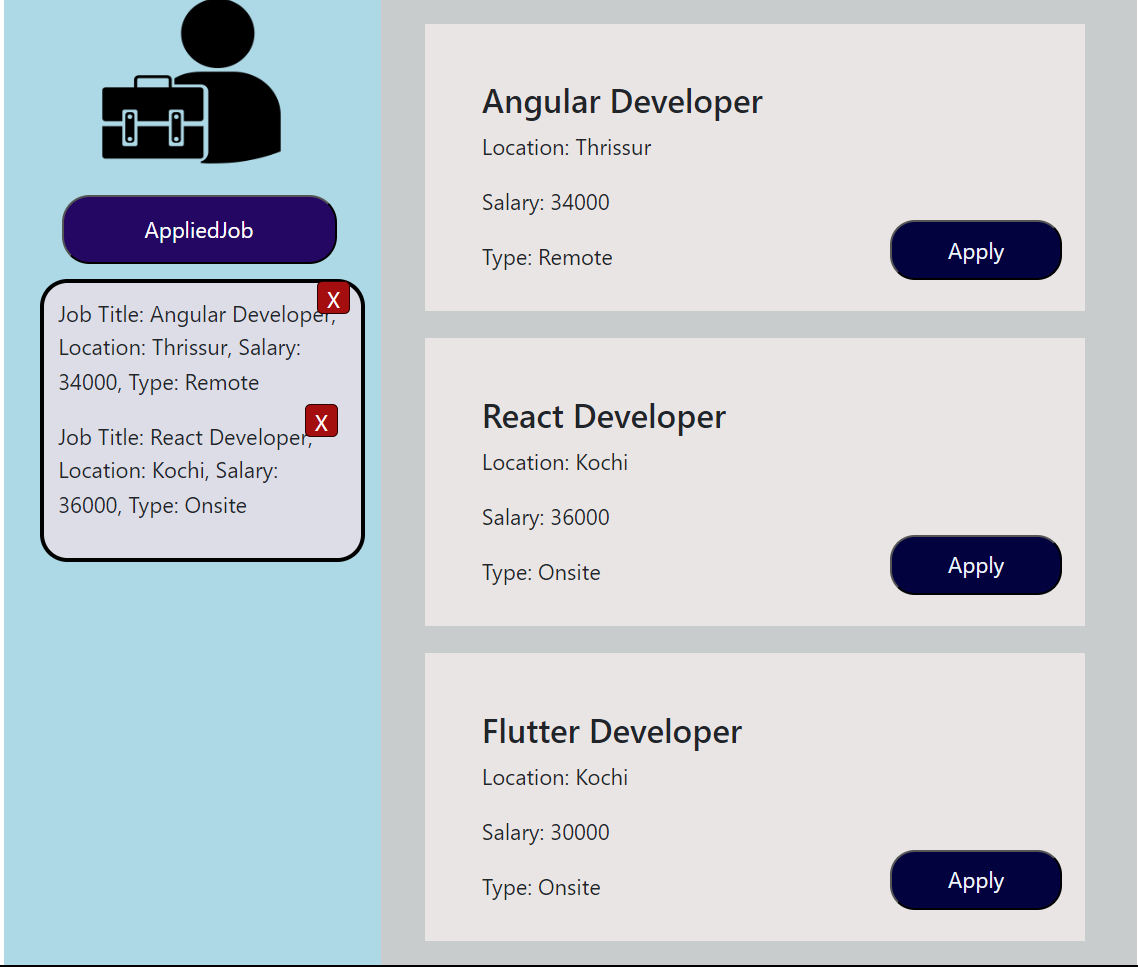 AppliedJob
X
Job Title: Angular Developer,
Location: Thrissur, Salary:
34000, Type: Remote
X
Job Title: React Developer,
Location: Kochi, Salary:
36000, Type: Onsite
Angular Developer
Location: Thrissur
Salary: 34000
Type: Remote
Apply
React Developer
Location: Kochi
Salary: 36000
Type: Onsite
Apply
Flutter Developer
Location: Kochi
Salary: 30000
Type: Onsite
Apply